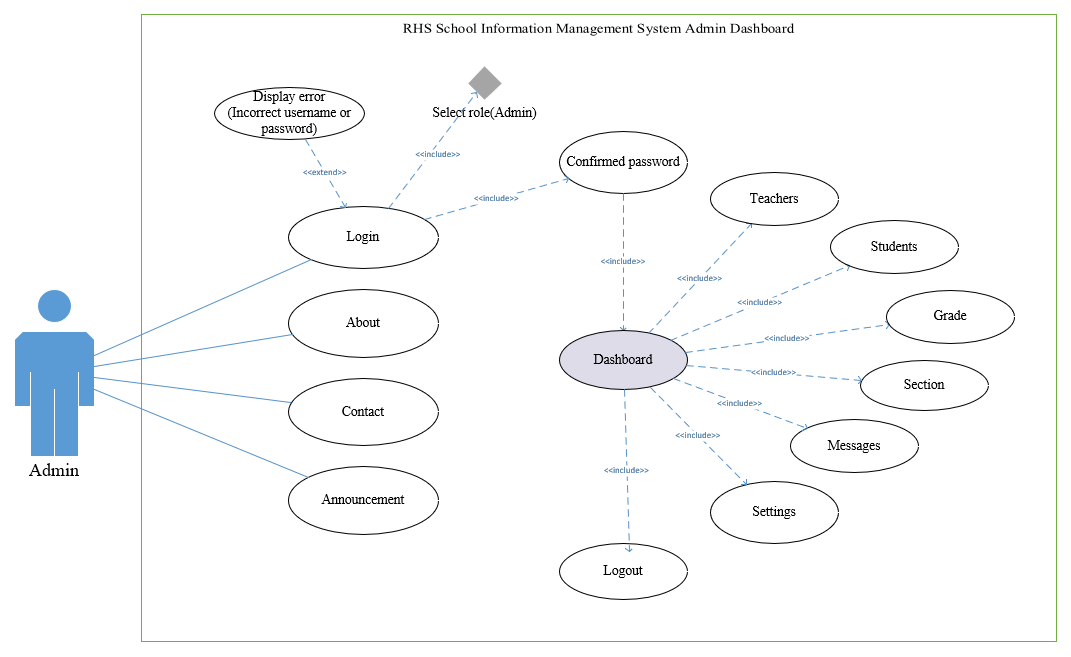 RHS School Information Management System Admin Dashboard
Display error
(Incorrect username or
password)
Select role(Admin)
<<include>>
<<extend>>
Confirmed password
<<include>>
Login
<<include>>
Teachers
Students
<<include>>
<<include>>
Grade
<<include>>
About
Dashboard
<<include>>
Section
<<include>>
Contact
Messages
<<include>>
Admin
<<include>>
Announcement
Settings
Logout